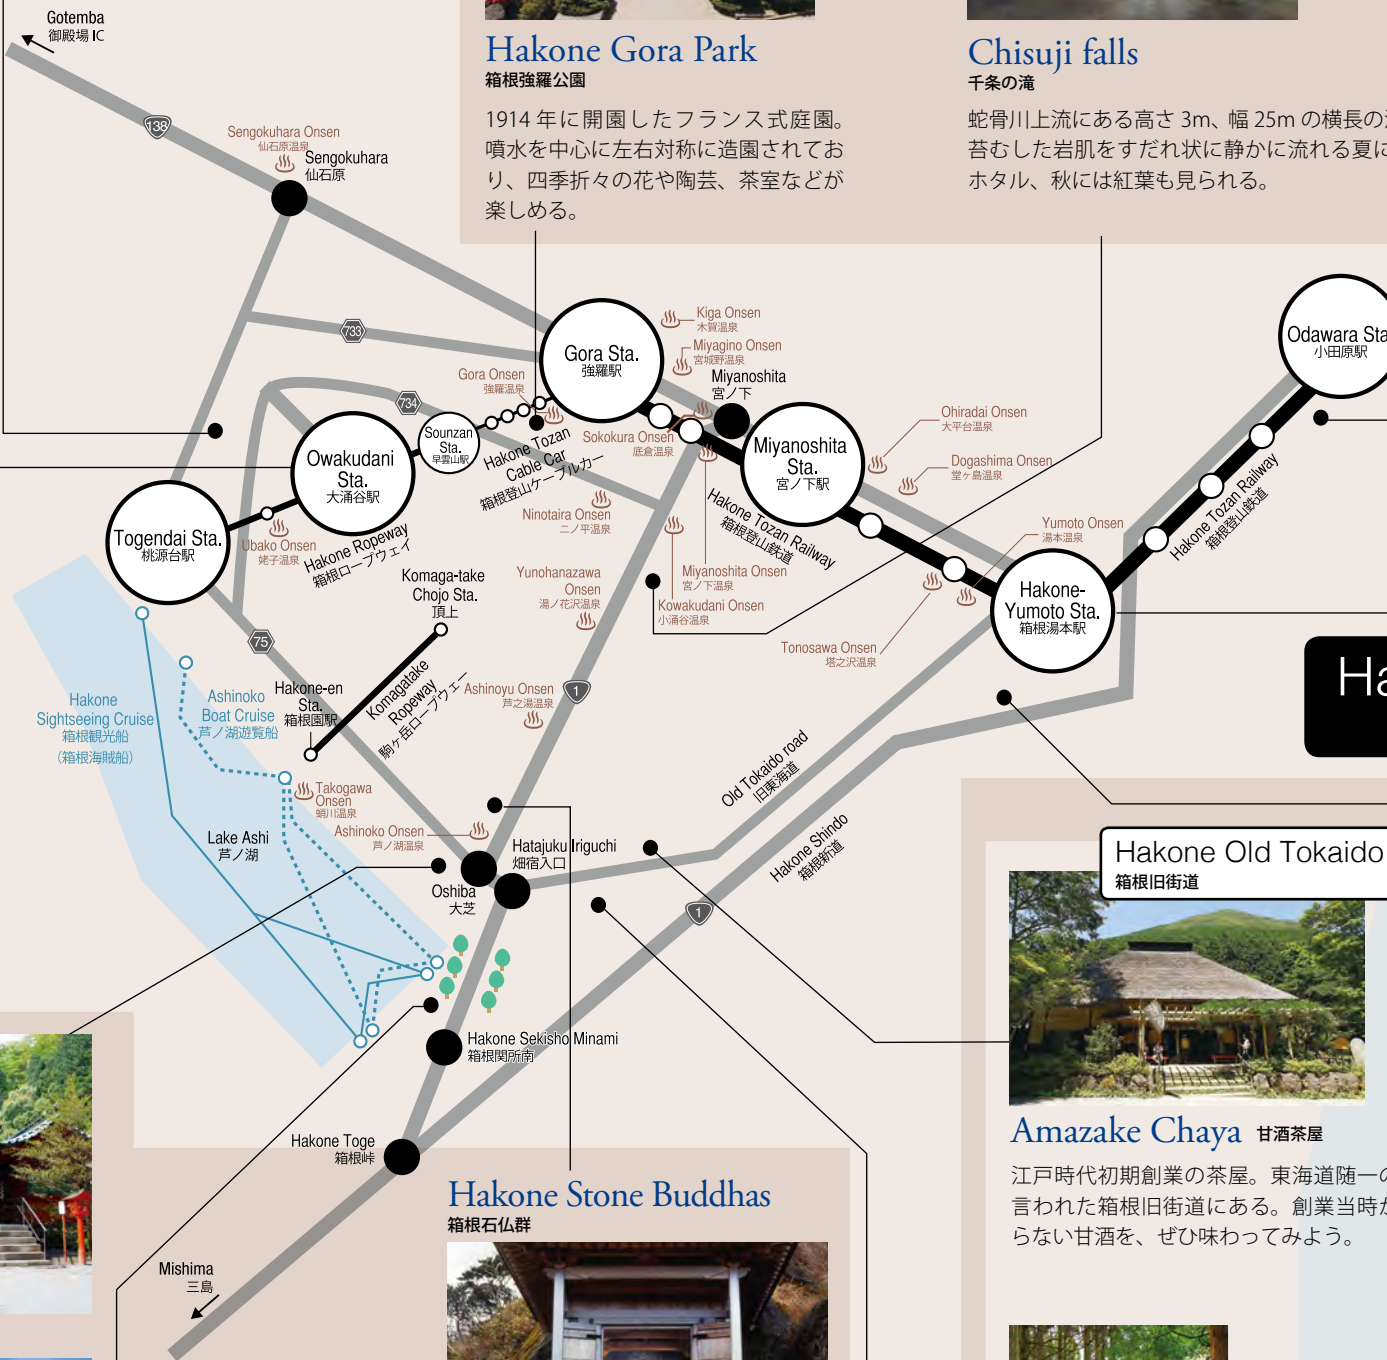 Gotemba
御殿場 IC
138
Sengokuhara Onsen
仙石原温泉
Sengokuhara
仙石原
Hakone Gora Park
箱根強羅公園
1914 年に開園したフランス式庭園。
噴水を中心に左右対称に造園されてお
り、四季折々の花や陶芸、茶室などが
楽しめる。
Chisuji falls
千条の滝
蛇骨川上流にある高さ 3m、幅 25m の横長の
苔むした岩肌をすだれ状に静かに流れる夏に
ホタル、秋には紅葉も見られる。
733
734
Gora Sta.
強羅駅
Kiga Onsen
木賀温泉
Miyagino Onsen
宮城野温泉
Miyanoshita
宮ノ下
Gora Onsen
強羅温泉
Odawara Sta
小田原駅
Sounzan
Sta.
早雲山駅
Hakone Tozan
Cable Car
箱根登山ケーブルカー
Sokokura Onsen
底倉温泉
Miyanoshita
Sta.
宮ノ下駅
Ohiradai Onsen
大平台温泉
Dogashima Onsen
堂ヶ島温泉
Owakudani
Sta.
大涌谷駅
Togendai Sta.
桃源台駅
Ubako Onsen
姥子温泉
Hakone Ropeway
箱根ロープウェイ
Ninotaira Onsen
二ノ平温泉
Hakone Tozan Railway
箱根登山鉄道
Hakone Tozan Railway
箱根登山鉄道
Yumoto Onsen
湯本温泉
Komaga-take
Chojo Sta.
頂上
Yunohanazawa
Onsen
湯ノ花沢温泉
Miyanoshita Onsen
宮ノ下温泉
Kowakudani Onsen
小涌谷温泉
Hakone-
Yumoto Sta.
箱根湯本駅
Tonosawa Onsen
塔之沢温泉
75
Hakone
Sightseeing Cruise
箱根観光船
（箱根海賊船）
Ashinoko
Boat Cruise
芦ノ湖遊覧船
Hakone-en
Sta.
箱根園駅
Komagatake
Ropeway
駒ヶ岳ロープウェー
Ashinoyu Onsen
芦之湯温泉
1
Ha
Takogawa
Onsen
蛸川温泉
Lake Ashi
芦ノ湖
Ashinoko Onsen
芦ノ湖温泉
Old Tokaido road
旧東海道
Hakone Shindo
箱根新道
Hatajuku Iriguchi
畑宿入口
Oshiba
大芝
1
Hakone Old Tokaido
箱根旧街道
Hakone Sekisho Minami
箱根関所南
Hakone Toge
箱根峠
Amazake Chaya 甘酒茶屋
江戸時代初期創業の茶屋。東海道随一の
言われた箱根旧街道にある。創業当時か
らない甘酒を、ぜひ味わってみよう。
Hakone Stone Buddhas
箱根石仏群
Mishima
三島